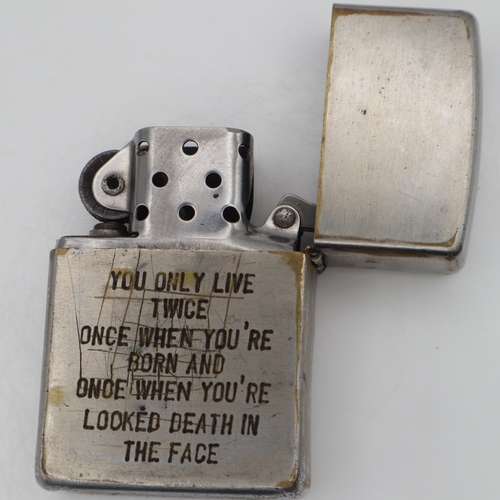 YOU ONLY LIVE
TWICE
ONCE WHEN YOU'RE
BORN AND
ONCE WHEN YOU'RE
LOOKED DEATH IN
THE FACE